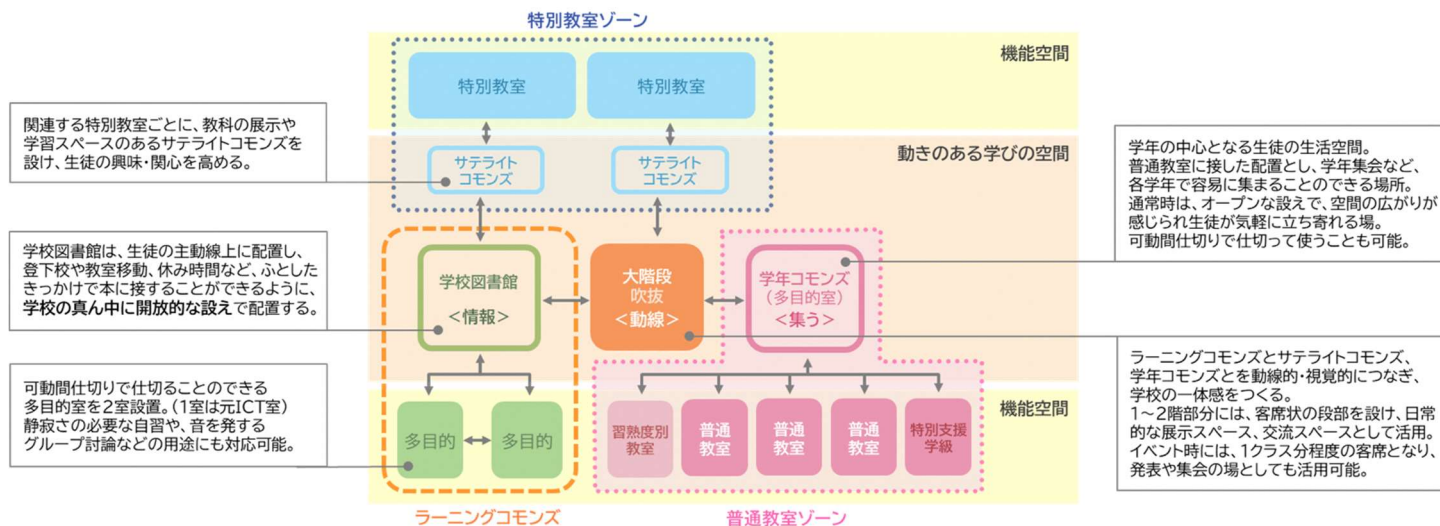 特別教室ゾーン
機能空間
特別教室
特別教室
関連する特別教室ごとに、教科の展示や
学習スペースのあるサテライトコモンズを
設け、生徒の興味・関心を高める。
動きのある学びの空間
サテライト
コモンズ
サテライト
コモンズ
学年の中心となる生徒の生活空間。
普通教室に接した配置とし、学年集会など、
各学年で容易に集まることのできる場所。
通常時は、オープンな設えで、空間の広がりが
感じられ生徒が気軽に立ち寄れる場。
可動間仕切りで仕切って使うことも可能。
学校図書館は、生徒の主動線上に配置し、
登下校や教室移動、休み時間など、ふとした
きっかけで本に接することができるように、
学校の真ん中に開放的な設えで配置する。
学校図書館
<情報>
大階段
吹抜
<動線>
学年コモンズ
(多目的室)
<集う>
可動間仕切りで仕切ることのできる
多目的室を2室設置。(1室は元ICT室)
静寂さの必要な自習や、音を発する
グループ討論などの用途にも対応可能。
ラーニングコモンズとサテライトコモンズ、
学年コモンズとを動線的・視覚的につなぎ、
学校の一体感をつくる。
1〜2階部分には、客席状の段部を設け、日常
的な展示スペース、交流スペースとして活用。
イベント時には、1クラス分程度の客席となり、
発表や集会の場としても活用可能。
機能空間
多目的
多目的
習熟度別
教室
普通
教室
普通
教室
普通
教室
特別支援
学級
ラーニングコモンズ
普通教室ゾーン